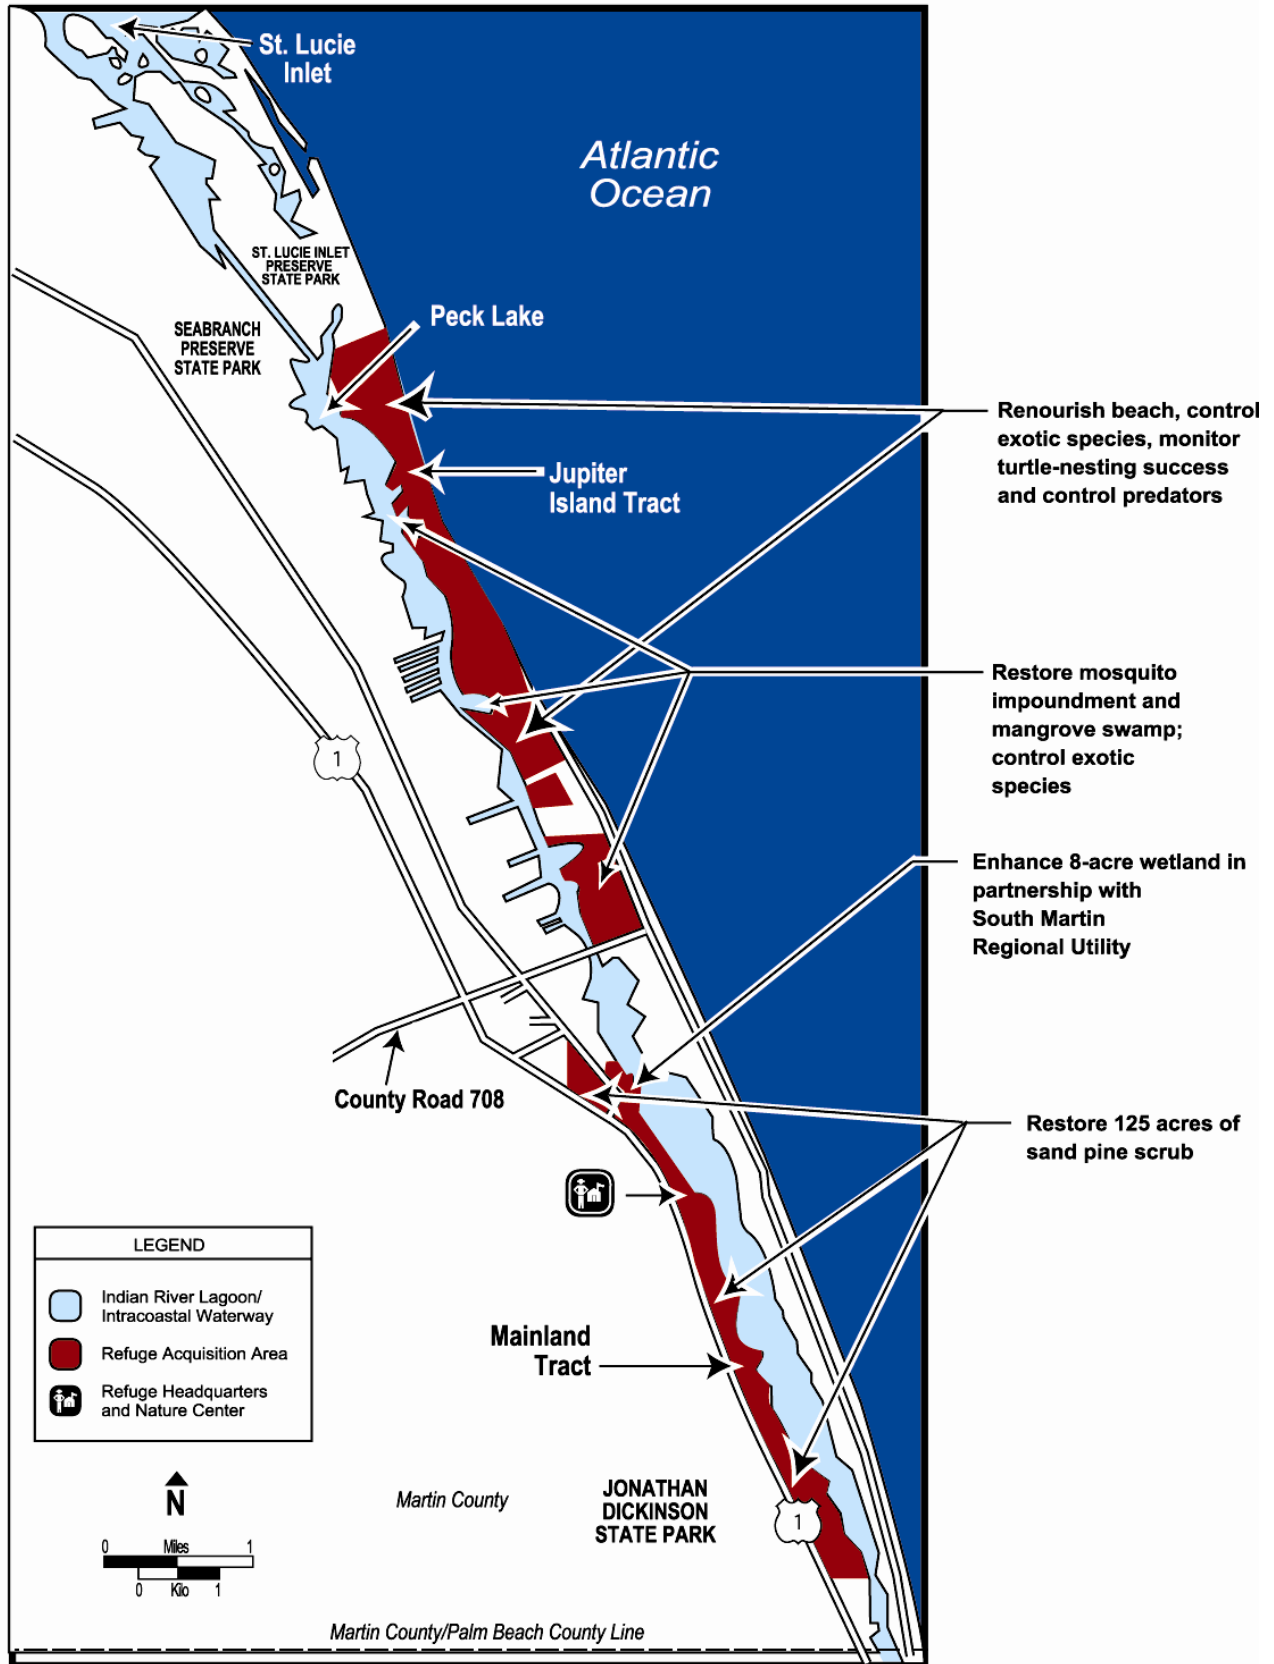 St. Lucie
Inlet
Atlantic
Ocean
ST. LUCIE INLET
PRESERVE
STATE PARK
Peck Lake
SEABRANCH
PRESERVE
STATE PARK
Renourish beach, control
exotic species, monitor
turtle-nesting success
and control predators
Jupiter
Island Tract
Restore mosquito
impoundment and
mangrove swamp;
control exotic
species
1
Enhance 8-acre wetland in
partnership with
South Martin
Regional Utility
County Road 708
Restore 125 acres of
sand pine scrub
LEGEND
Indian River Lagoon/
Intracoastal Waterway
Refuge Acquisition Area
Refuge Headquarters
and Nature Center
Mainland
Tract
N
0 Miles 1
0 Kilo 1
Martin County
JONATHAN
DICKINSON
STATE PARK
1
Martin County/Palm Beach County Line